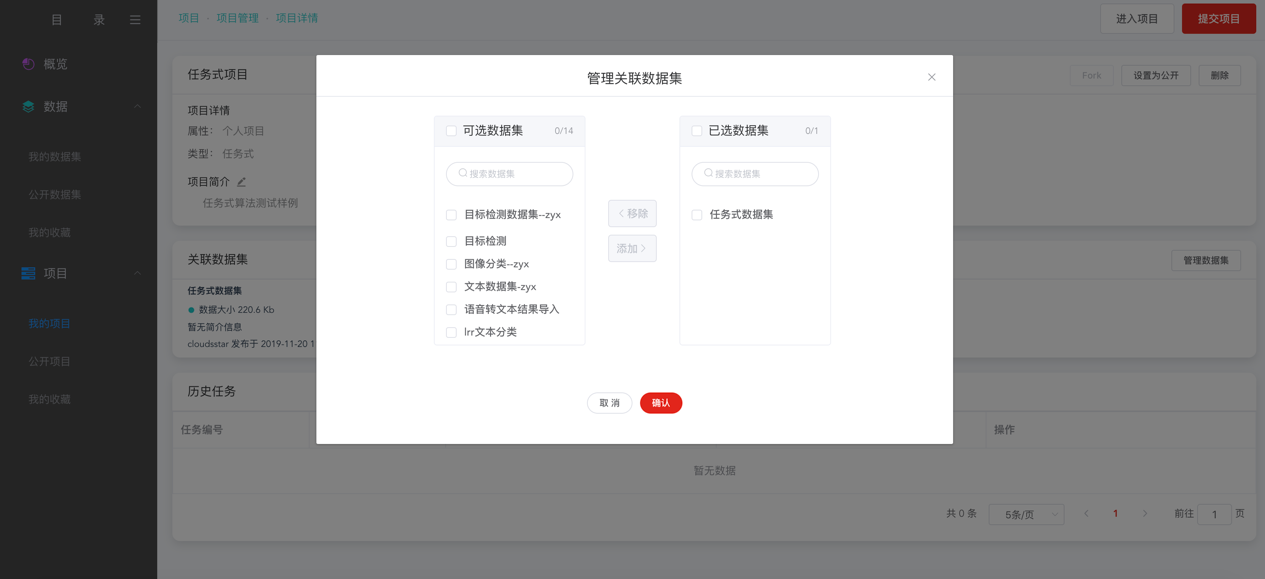 目 录
项目 - 项目管理 - 项目详情
进入项目
提交项目
概览
数据
我的数据集
公开数据集
我的收藏
项目
我的项目
公开项目
我的收藏
任务式项目
Fork
设置为公开
删除
项目详情
属性： 个人项目
类型： 任务式
项目简介
任务式算法测试样例
关联数据集
管理数据集
任务式数据集
数据大小 220.6 Kb
暂无简介信息
cloudsstar 发布于 2019-11-20 1
历史任务
任务编号
操作
暂无数据
共 0 条
5条/页
1
前往 1 页
管理关联数据集
可选数据集 0/14
搜索数据集
目标检测数据集--zyx
目标检测
图像分类--zyx
文本数据集-zyx
语音转文本结果导入
lrr文本分类
移除
添加
已选数据集 0/1
搜索数据集
任务式数据集
取消
确认